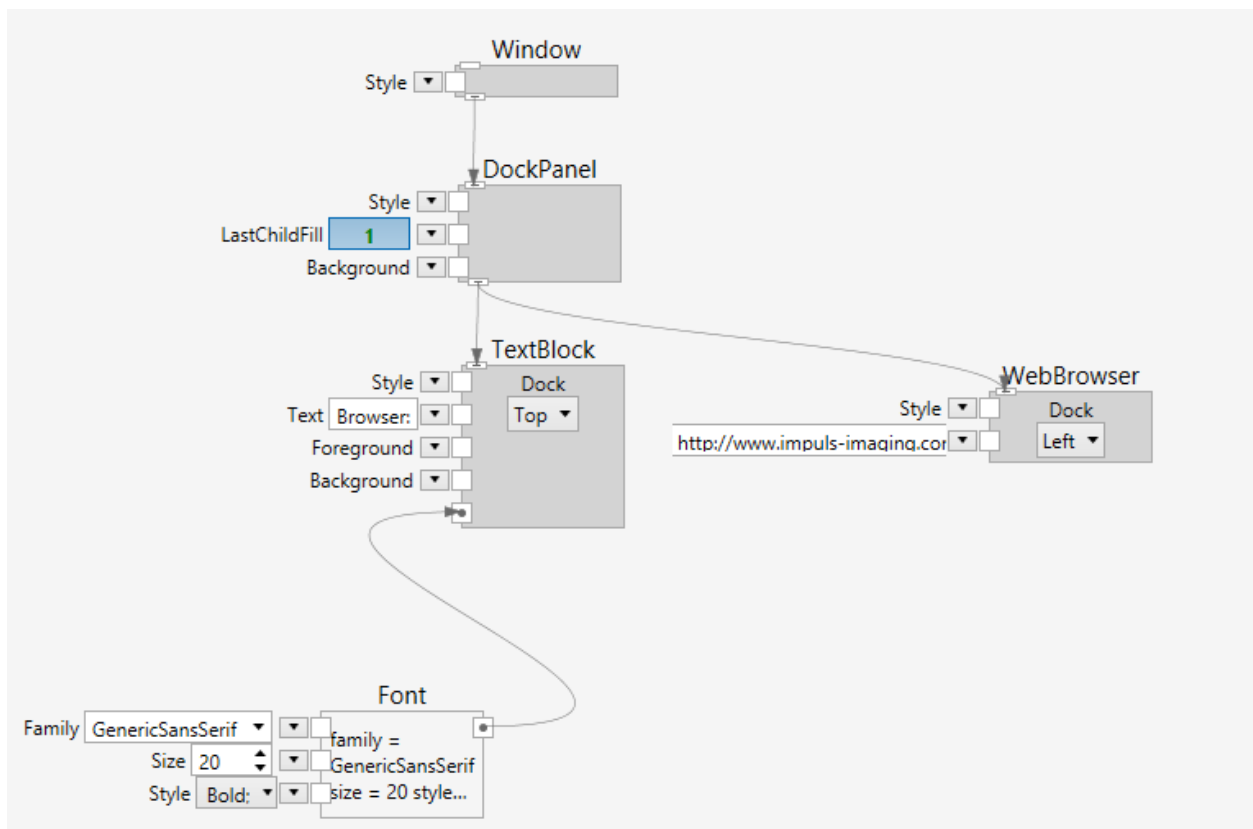 Window
Style
DockPanel
Style
LastChildFill 1
Background
TextBlock
Style Dock
Text Browser: Top
Foreground
Background
WebBrowser
Style Dock
http://www.impuls-imaging.cor Left
Font
Family GenericSansSerif
Size 20
Style Bold;
family =
GenericSansSerif
size = 20 style...